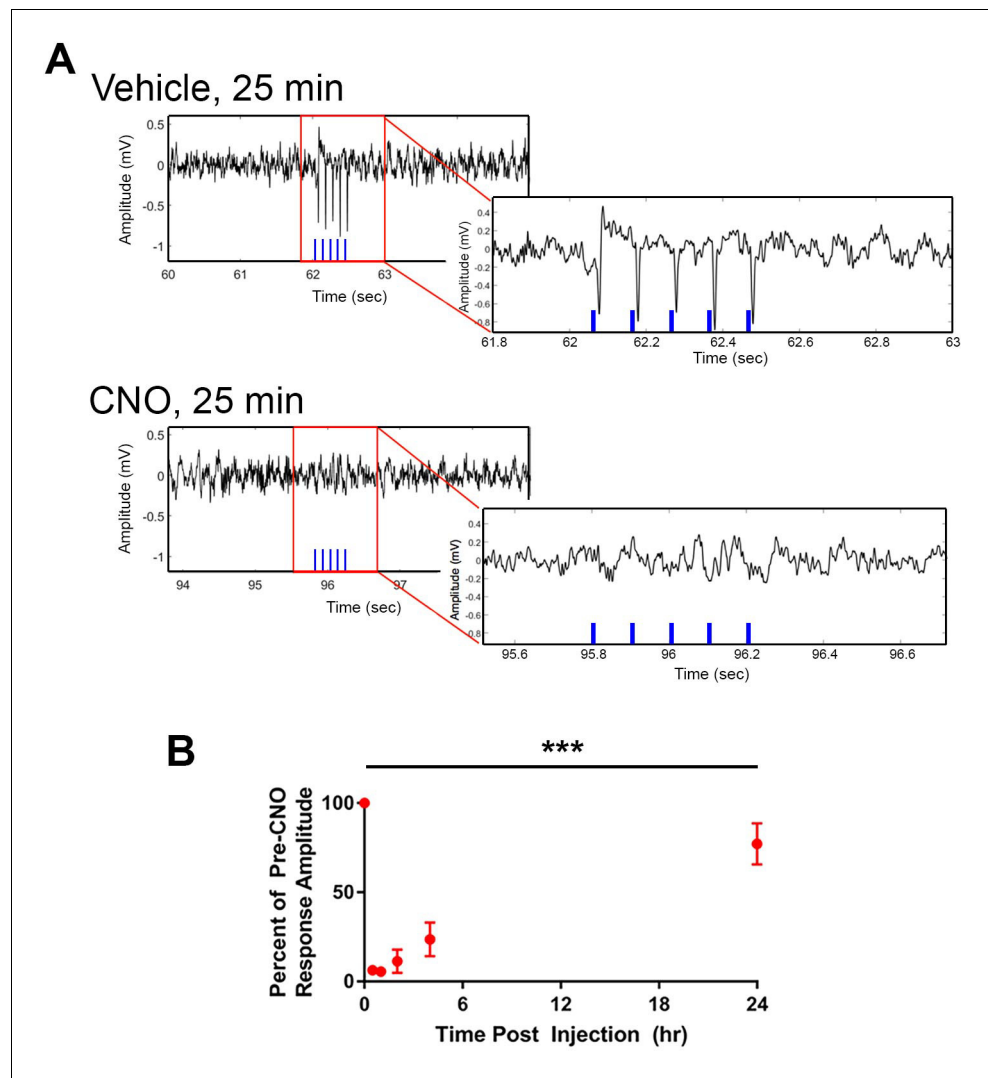 A
Vehicle, 25 min
Amplitude (mV)
0.5
0
-0.5
-1
60 61 62 63
Time (sec)
Amplitude (mV)
0.4
0.2
0
-0.2
-0.4
-0.6
-0.8
61.8 62 62.2 62.4 62.6 62.8 63
Time (sec)
CNO, 25 min
Amplitude (mV)
0.5
0
-0.5
-1
94 95 96 97
Time (sec)
Amplitude (mV)
0.4
0.2
0
-0.2
-0.4
-0.6
-0.8
95.6 95.8 96 96.2 96.4 96.6
Time (sec)
B
***
Percent of Pre-CNO
Response Amplitude
100
50
0
0 6 12 18 24
Time Post Injection (hr)